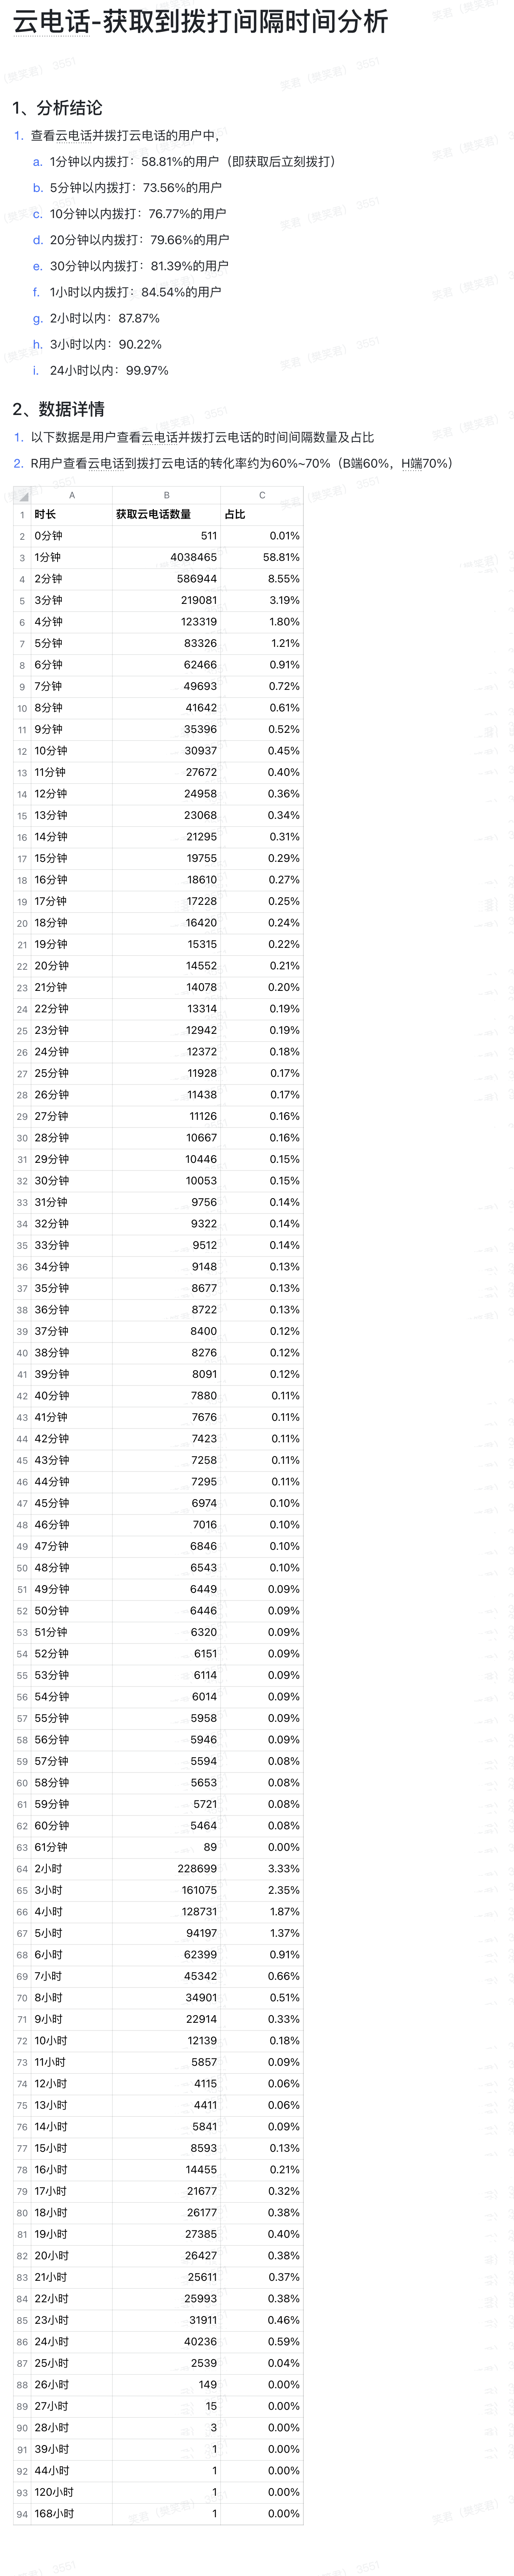 云电话-获取到拨打间隔时间分析
1、分析结论
1. 查看云电话并拨打云电话的用户中，
a. 1分钟以内拨打：58.81%的用户（即获取后立刻拨打）
b. 5分钟以内拨打：73.56%的用户
c. 10分钟以内拨打：76.77%的用户
d. 20分钟以内拨打：79.66%的用户
e. 30分钟以内拨打：81.39%的用户
f. 1小时以内拨打：84.54%的用户
g. 2小时以内：87.87%
h. 3小时以内：90.22%
i. 24小时以内：99.97%
2、数据详情
1. 以下数据是用户查看云电话并拨打云电话的时间间隔数量及占比
2. R用户查看云电话到拨打云电话的转化率约为60%~70%（B端60%，H端70%）
A B C
1 时长 获取云电话数量 占比
2 0分钟 511 0.01%
3 1分钟 4038465 58.81%
4 2分钟 586944 8.55%
5 3分钟 219081 3.19%
6 4分钟 123319 1.80%
7 5分钟 83326 1.21%
8 6分钟 62466 0.91%
9 7分钟 49693 0.72%
10 8分钟 41642 0.61%
11 9分钟 35396 0.52%
12 10分钟 30937 0.45%
13 11分钟 27672 0.40%
14 12分钟 24958 0.36%
15 13分钟 23068 0.34%
16 14分钟 21295 0.31%
17 15分钟 19755 0.29%
18 16分钟 18610 0.27%
19 17分钟 17228 0.25%
20 18分钟 16420 0.24%
21 19分钟 15315 0.22%
22 20分钟 14552 0.21%
23 21分钟 14078 0.20%
24 22分钟 13314 0.19%
25 23分钟 12942 0.19%
26 24分钟 12372 0.18%
27 25分钟 11928 0.17%
28 26分钟 11438 0.17%
29 27分钟 11126 0.16%
30 28分钟 10667 0.16%
31 29分钟 10446 0.15%
32 30分钟 10053 0.15%
33 31分钟 9756 0.14%
34 32分钟 9322 0.14%
35 33分钟 9512 0.14%
36 34分钟 9148 0.13%
37 35分钟 8677 0.13%
38 36分钟 8722 0.13%
39 37分钟 8400 0.12%
40 38分钟 8276 0.12%
41 39分钟 8091 0.12%
42 40分钟 7880 0.11%
43 41分钟 7676 0.11%
44 42分钟 7423 0.11%
45 43分钟 7258 0.11%
46 44分钟 7295 0.11%
47 45分钟 6974 0.10%
48 46分钟 7016 0.10%
49 47分钟 6846 0.10%
50 48分钟 6543 0.10%
51 49分钟 6449 0.09%
52 50分钟 6446 0.09%
53 51分钟 6320 0.09%
54 52分钟 6151 0.09%
55 53分钟 6114 0.09%
56 54分钟 6014 0.09%
57 55分钟 5958 0.09%
58 56分钟 5946 0.09%
59 57分钟 5594 0.08%
60 58分钟 5653 0.08%
61 59分钟 5721 0.08%
62 60分钟 5464 0.08%
63 61分钟 89 0.00%
64 2小时 228699 3.33%
65 3小时 161075 2.35%
66 4小时 128731 1.87%
67 5小时 94197 1.37%
68 6小时 62399 0.91%
69 7小时 45342 0.66%
70 8小时 34901 0.51%
71 9小时 22914 0.33%
72 10小时 12139 0.18%
73 11小时 5857 0.09%
74 12小时 4115 0.06%
75 13小时 4411 0.06%
76 14小时 5841 0.09%
77 15小时 8593 0.13%
78 16小时 14455 0.21%
79 17小时 21677 0.32%
80 18小时 26177 0.38%
81 19小时 27385 0.40%
82 20小时 26427 0.38%
83 21小时 25611 0.37%
84 22小时 25993 0.38%
85 23小时 31911 0.46%
86 24小时 40236 0.59%
87 25小时 2539 0.04%
88 26小时 149 0.00%
89 27小时 15 0.00%
90 28小时 3 0.00%
91 39小时 1 0.00%
92 44小时 1 0.00%
93 120小时 1 0.00%
94 168小时 1 0.00%